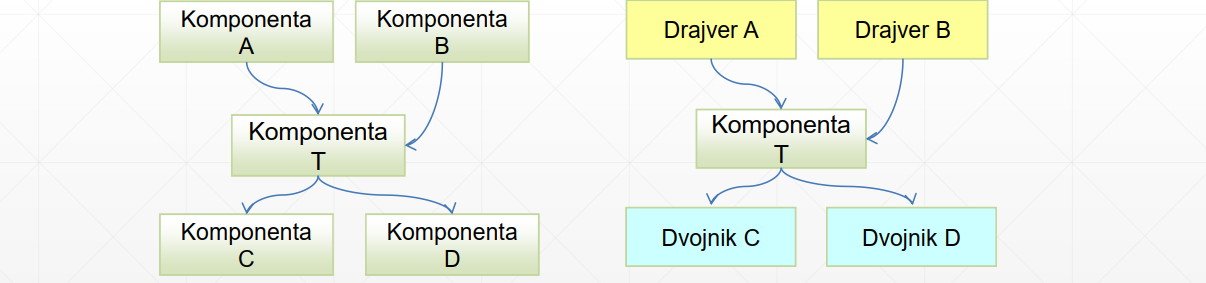 Komponenta
A
Komponenta
B
Komponenta
T
Komponenta
C
Komponenta
D
Drajver A
Drajver B
Komponenta
T
Dvojnik C
Dvojnik D